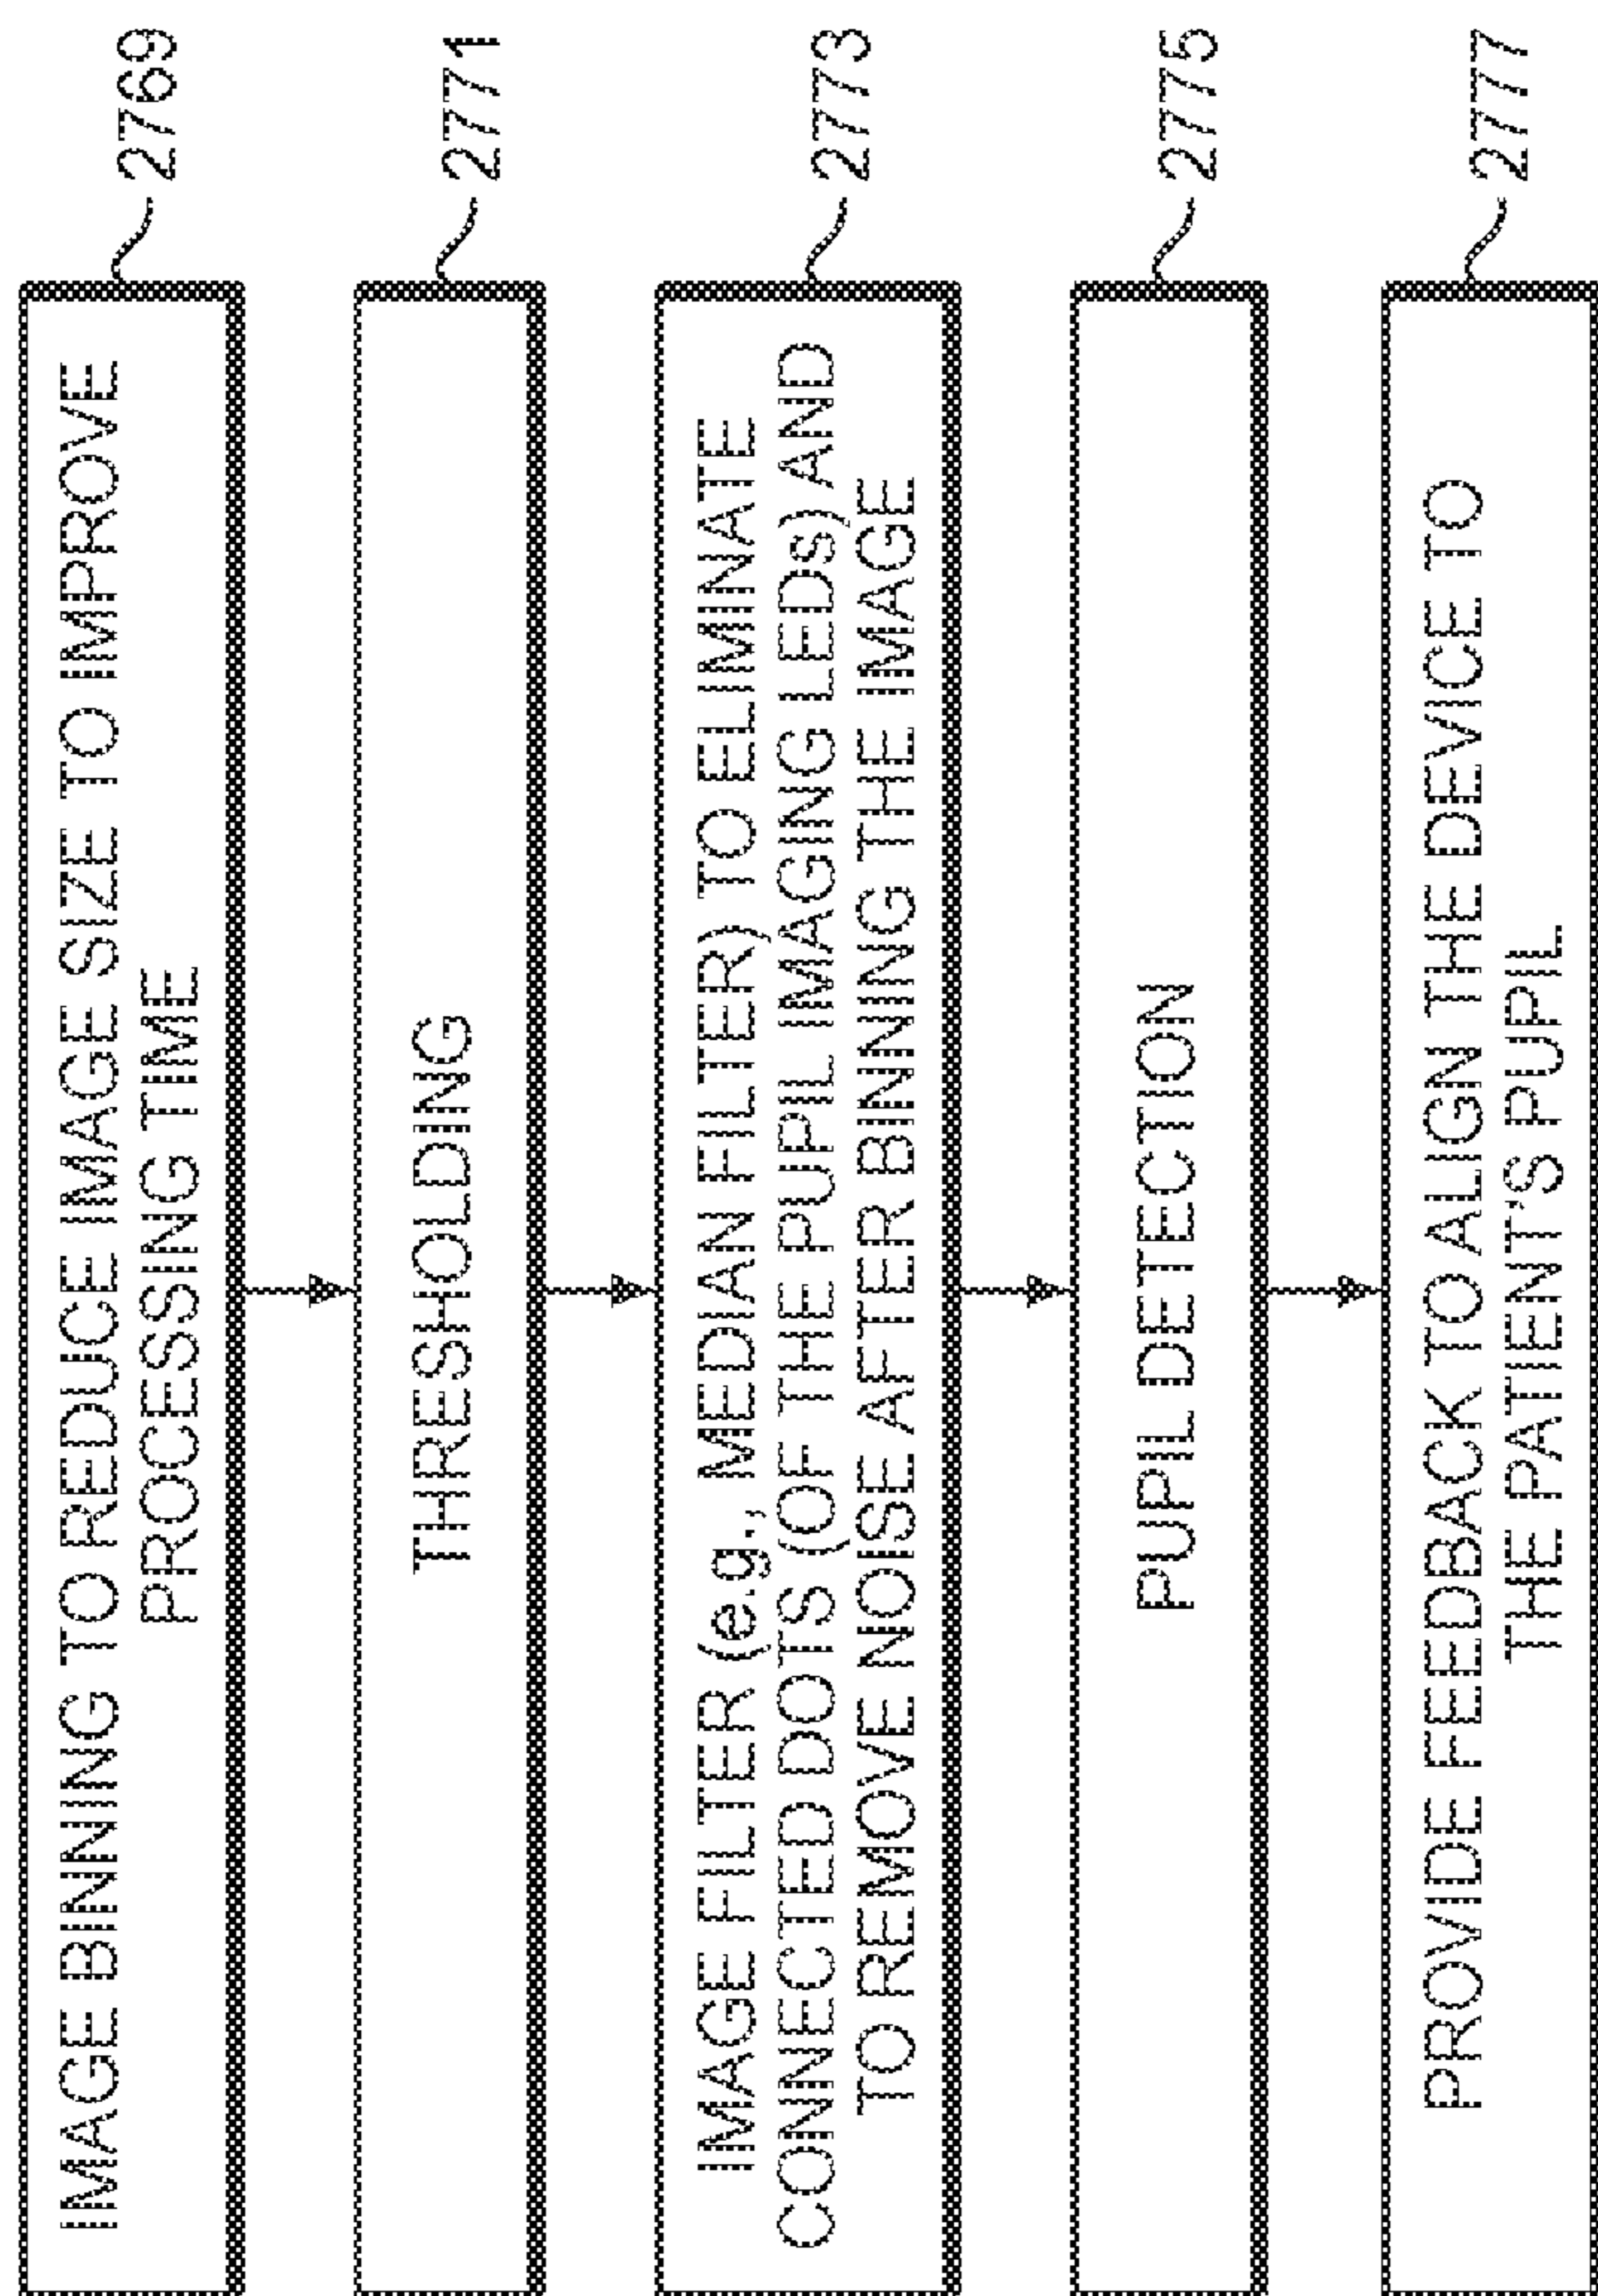 IMAGE BINNING TO REDUCE IMAGE SIZE TO IMPROVE
PROCESSING TIME
2769
THRESHOLDING
2771
IMAGE FILTER (e.g., MEDIAN FILTER) TO ELIMINATE
CONNECTED DOTS (OF THE PUPIL IMAGING LEDS) AND
TO REMOVE NOISE AFTER BINNING THE IMAGE
2773
PUPIL DETECTION
2775
PROVIDE FEEDBACK TO ALIGN THE DEVICE TO
THE PATIENT'S PUPIL
2777